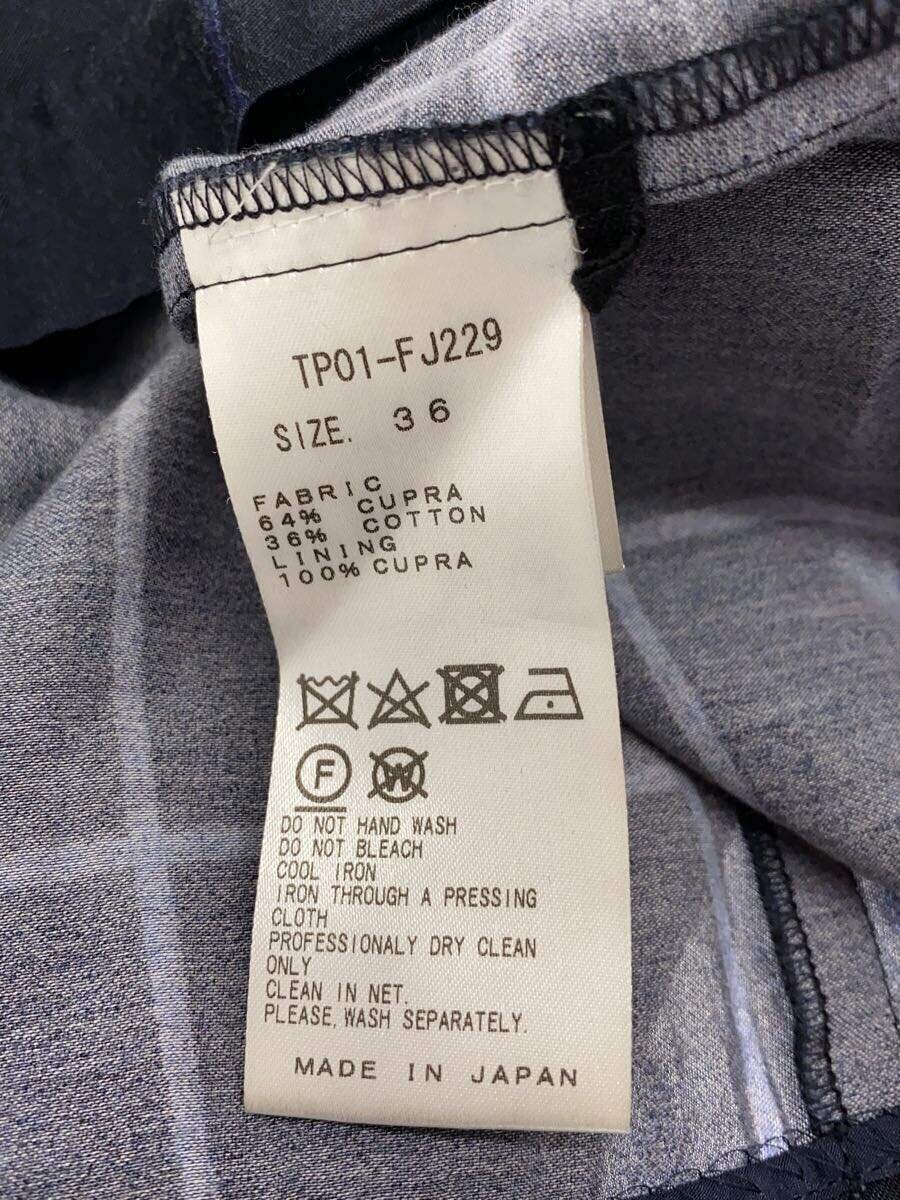 TP01-FJ229
SIZE. 36
FABRIC
64% CUPRA
36% COTTON
LINING
100% CUPRA
F W
DO NOT HAND WASH
DO NOT BLEACH
COOL IRON
IRON THROUGH A PRESSING
CLOTH
PROFESSIONALY DRY CLEAN
ONLY
CLEAN IN NET.
PLEASE, WASH SEPARATELY.
MADE IN JAPAN